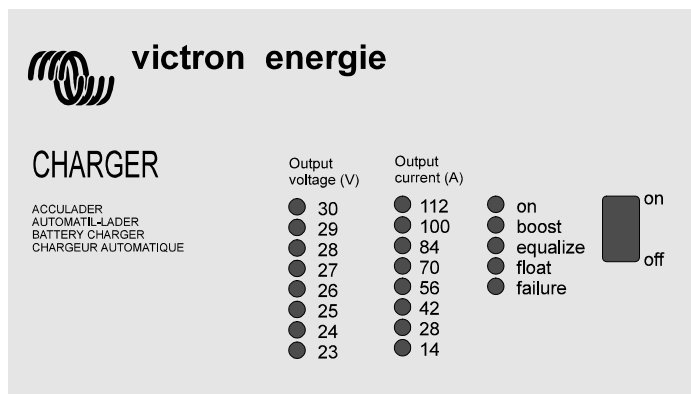 victron energie
CHARGER
ACCULADER
AUTOMATIL-LADER
BATTERY CHARGER
CHARGEUR AUTOMATIQUE
Output
voltage (V)
30
29
28
27
26
25
24
23
Output
current (A)
112
100
84
70
56
42
28
14
on
boost
equalize
float
failure
on
off